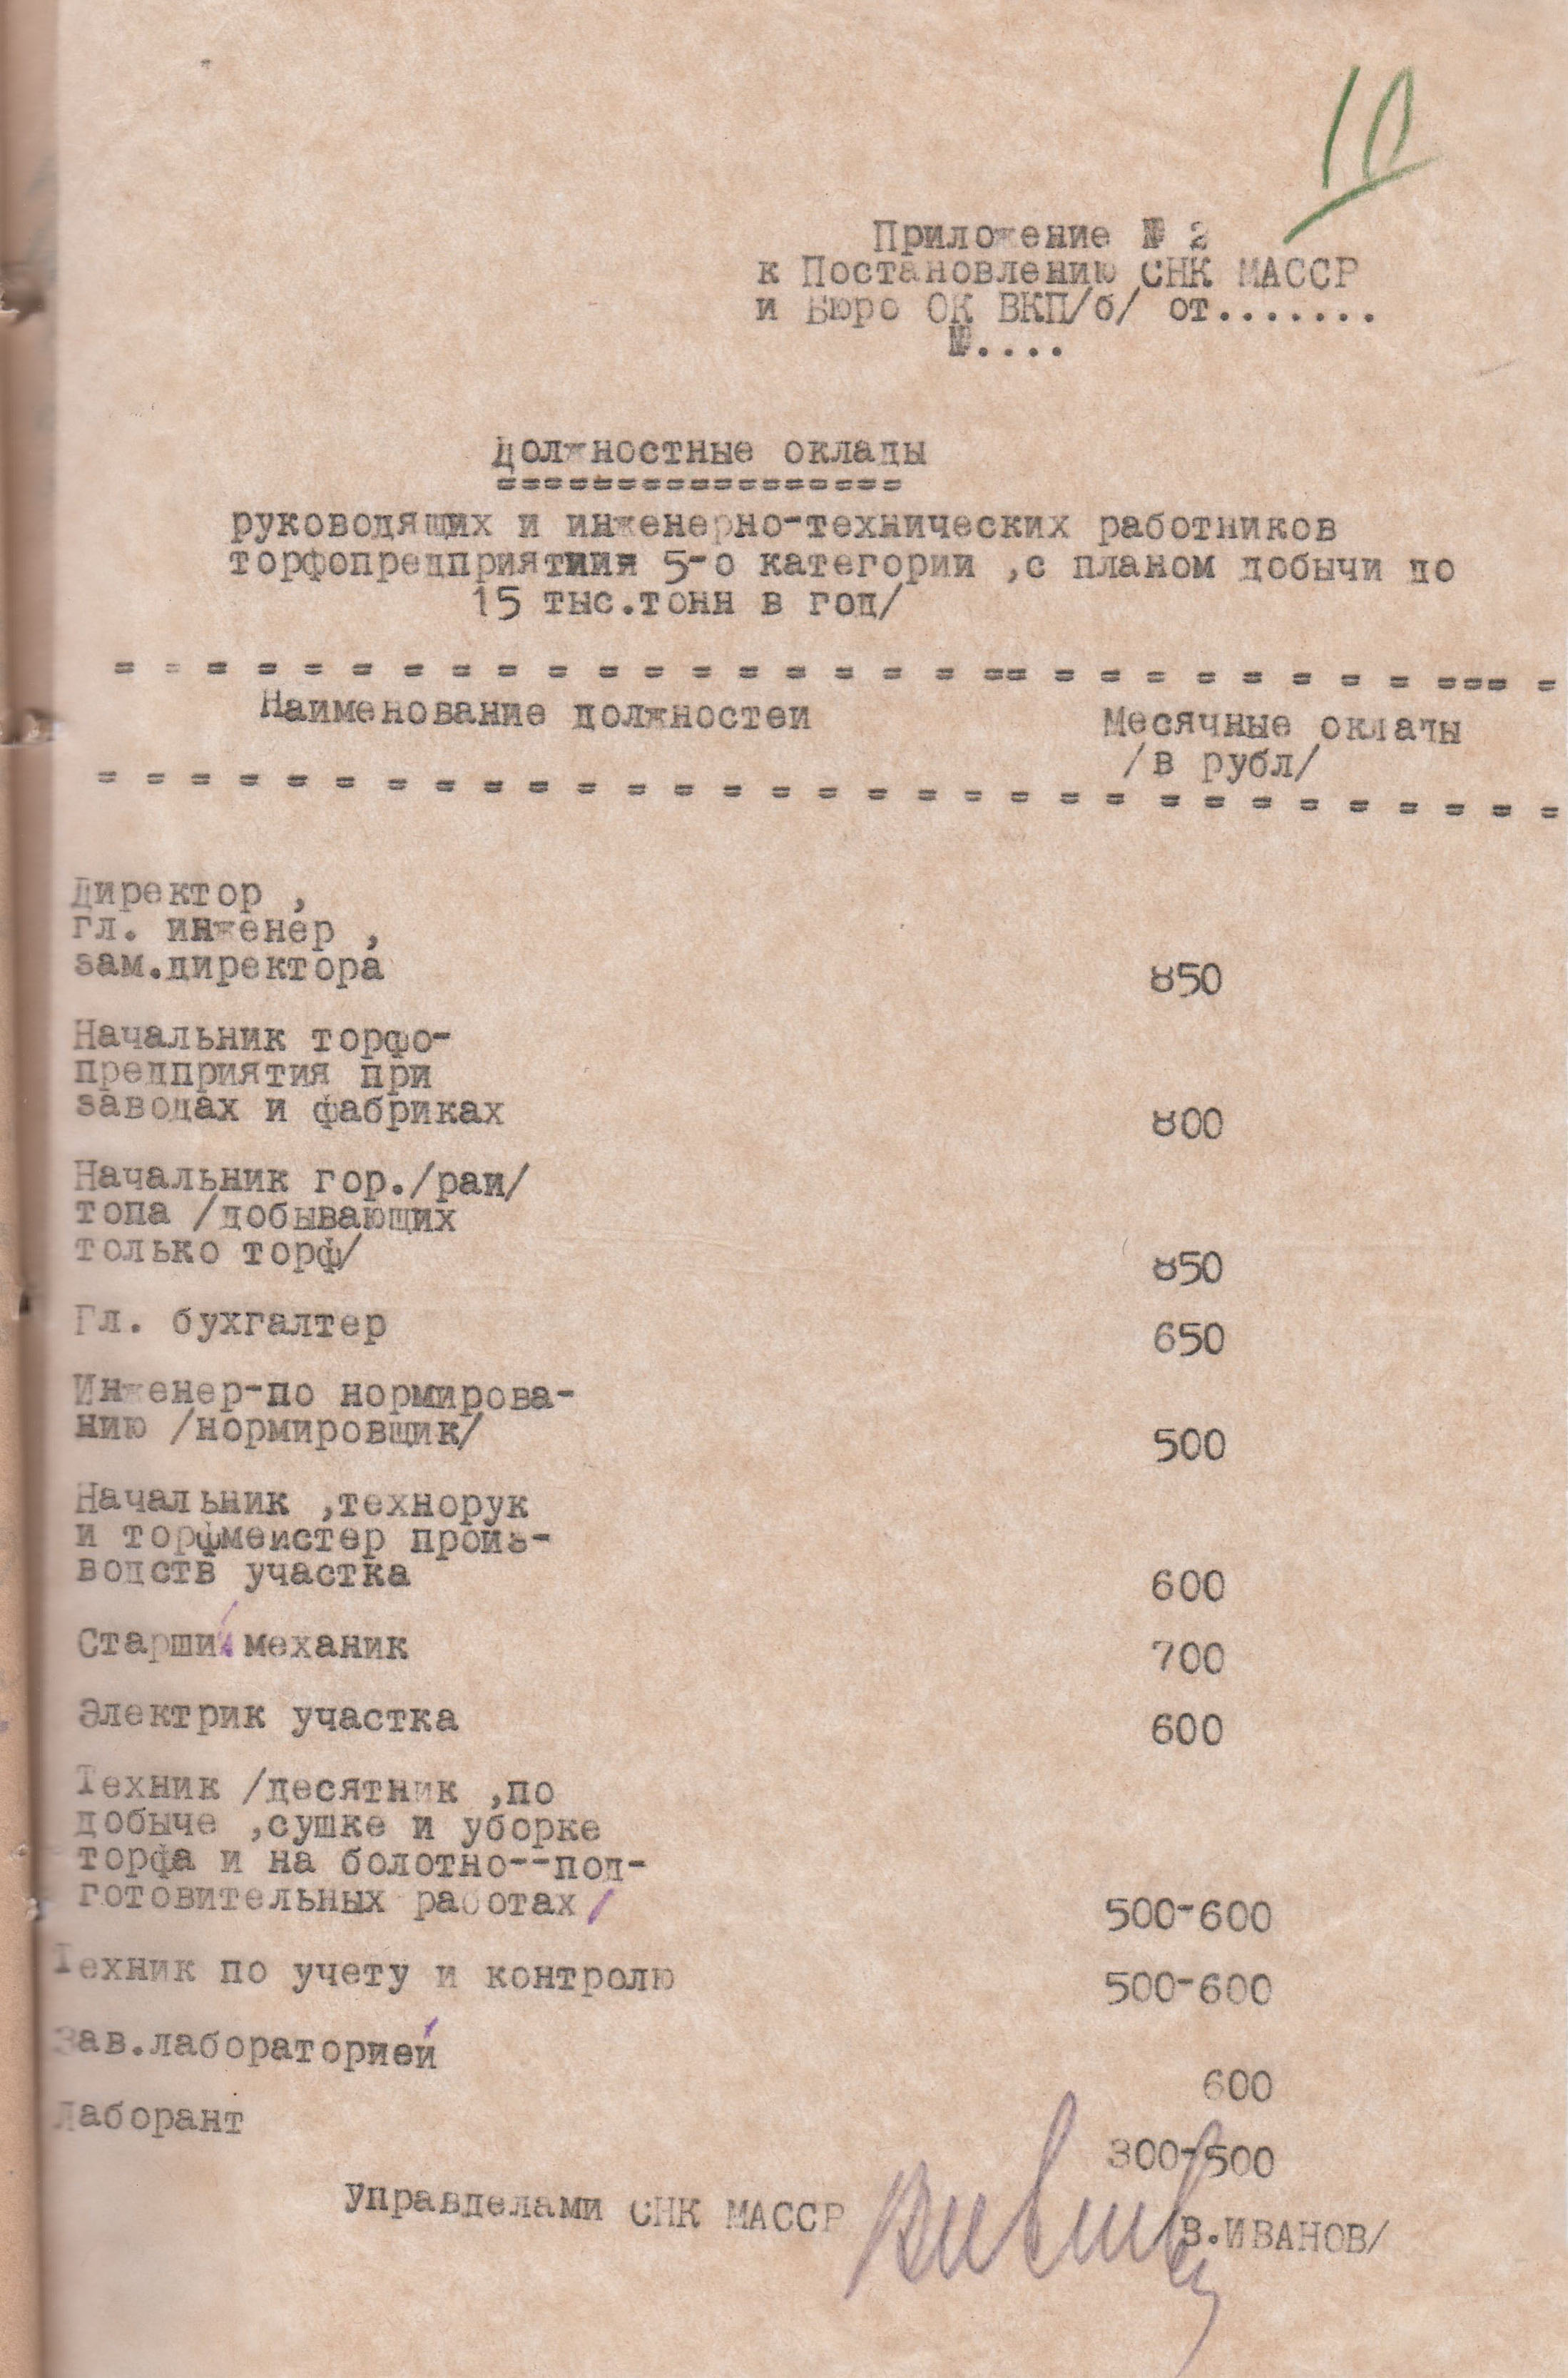 10
Приложение № 2
к Постановлению СНК МАССР
и Бюро ОК ВКП/б/ от.......
№....
Должностные оклады
==================
руководящих и инженерно-технических работников
торфопредприятиия 5-о категории ,с планом добычи до
15 тыс.тонн в год/
Наименование должностеи Месячные оклады
/в рубл/
Директор ,
гл. инженер ,
зам.директора 850
Начальник торфо-
предприятия при
заводах и фабриках 800
Начальник гор./раи/
топа /добывающих
только торф/ 850
Гл. бухгалтер 650
Инженер-по нормирова-
нию /нормировщик/ 500
Начальник ,технорук
и торфмеистер произ-
водств участка 600
Старший механик 700
Электрик участка 600
Техник /десятник ,по
добыче ,сушке и уборке
торфа и на болотно--под-
готовительных работах/ 500-600
Техник по учету и контролю 500-600
Зав.лабораторией 600
Лаборант 300-500
Управделами СНК МАССР /В.ИВАНОВ/